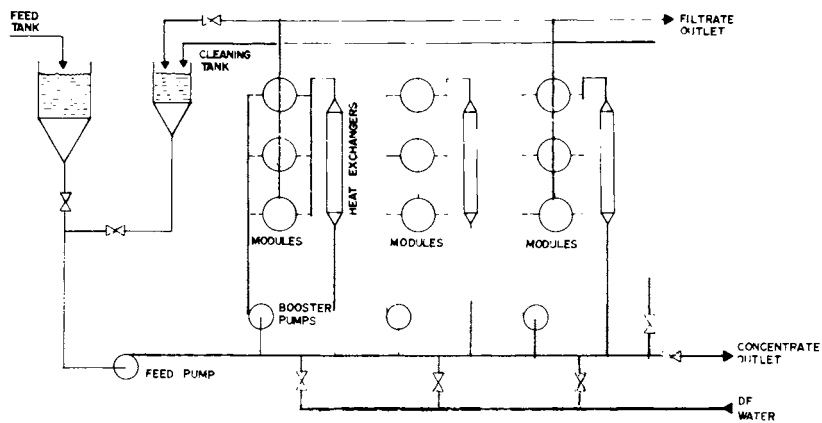 FEED
TANK
CLEANING
TANK
FILTRATE
OUTLET
HEAT EXCHANGERS
MODULES
MODULES
MODULES
BOOSTER
PUMPS
FEED PUMP
CONCENTRATE
OUTLET
DF
WATER